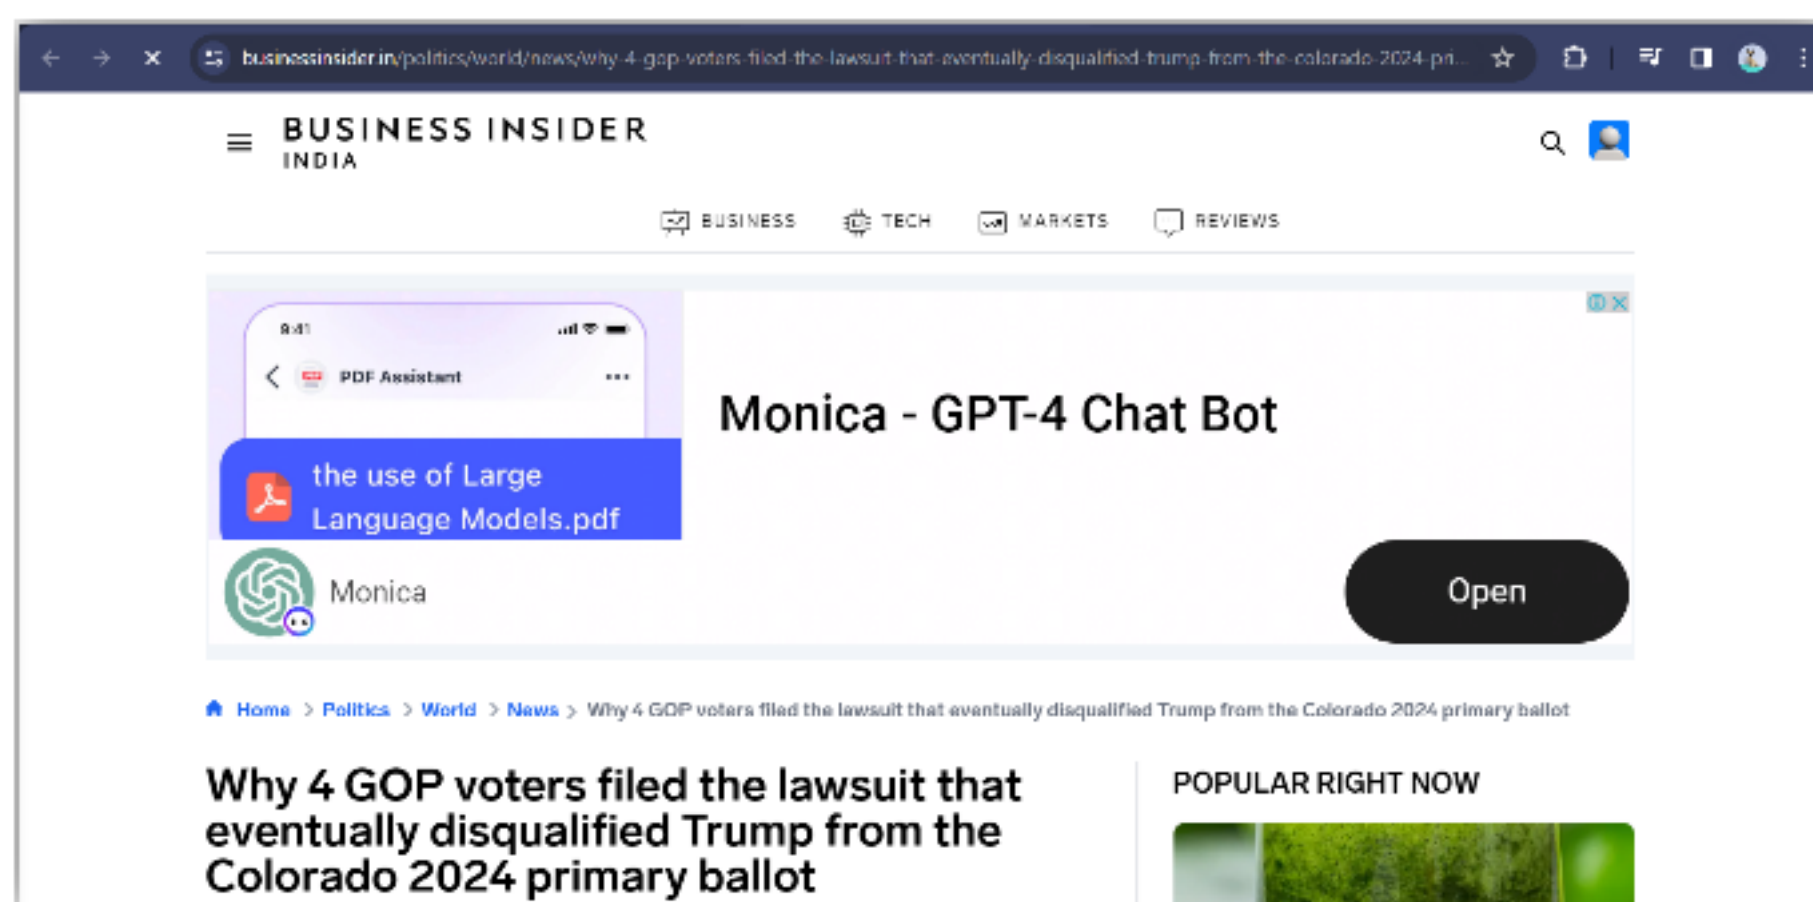 businessinsider.in/politics/world/news/why-4-gop-voters-filed-the-lawsuit-that-eventually-disqualified-trump-from-the-colorado-2024-pri...
BUSINESS INSIDER
INDIA
BUSINESS TECH MARKETS REVIEWS
9:41
PDF Assistant
Monica - GPT-4 Chat Bot
the use of Large
Language Models.pdf
Monica
Open
Home > Politics > World > News > Why 4 GOP voters filed the lawsuit that eventually disqualified Trump from the Colorado 2024 primary ballot
Why 4 GOP voters filed the lawsuit that
eventually disqualified Trump from the
Colorado 2024 primary ballot
POPULAR RIGHT NOW